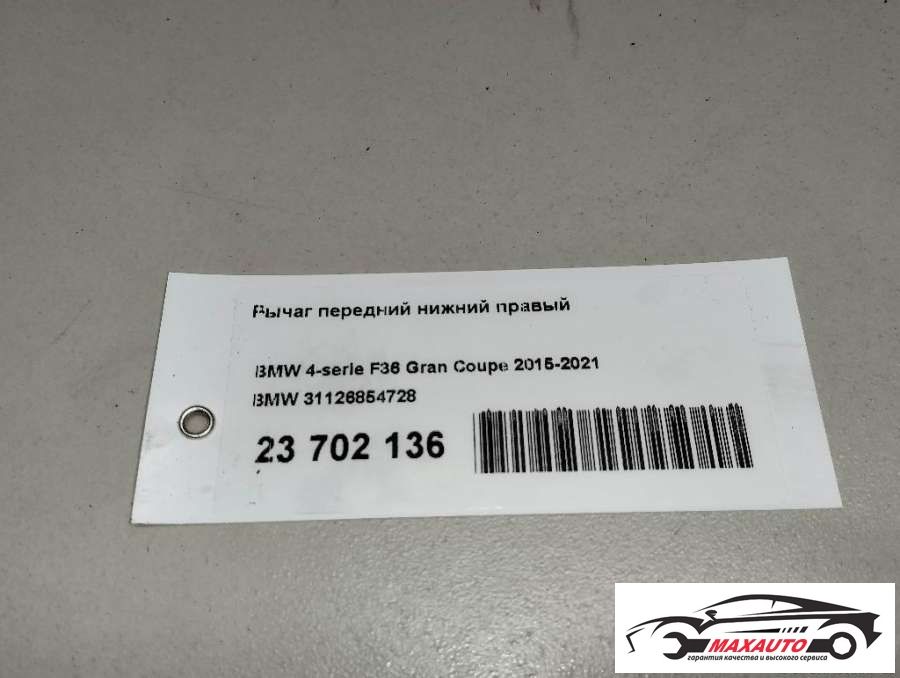 Рычаг передний нижний правый
BMW 4-serie F36 Gran Coupe 2015-2021
BMW 31126854728
23 702 136
MAXAUTO
гарантия качества и высокого сервиса